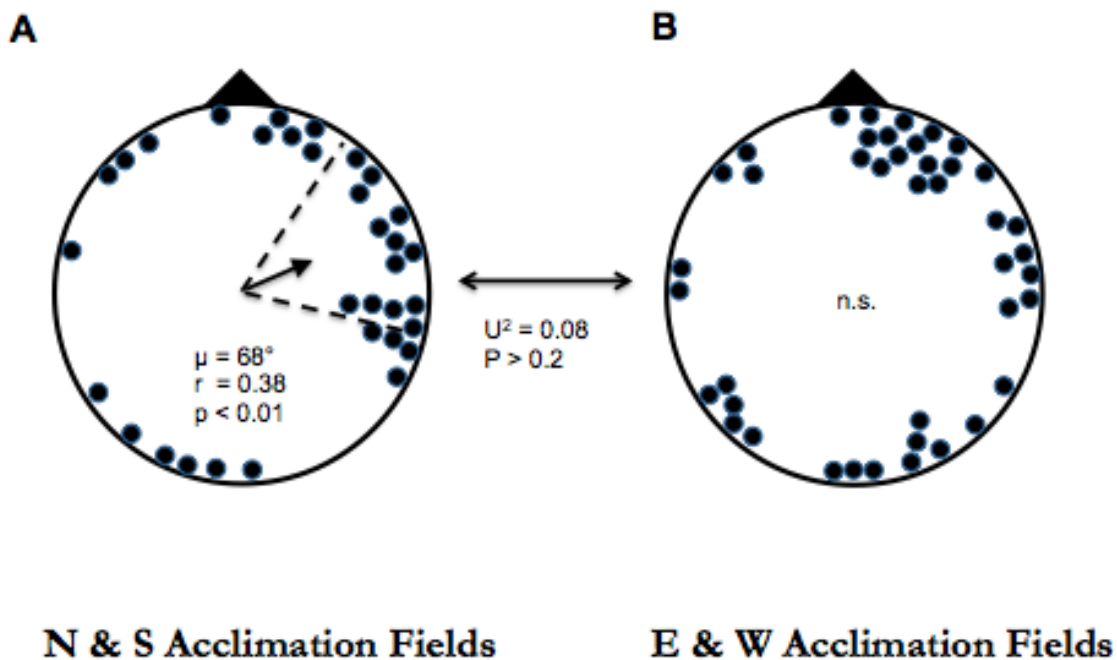 A
B
n.s.
U² = 0.08
P > 0.2
μ = 68°
r = 0.38
p < 0.01
N & S Acclimation Fields
E & W Acclimation Fields